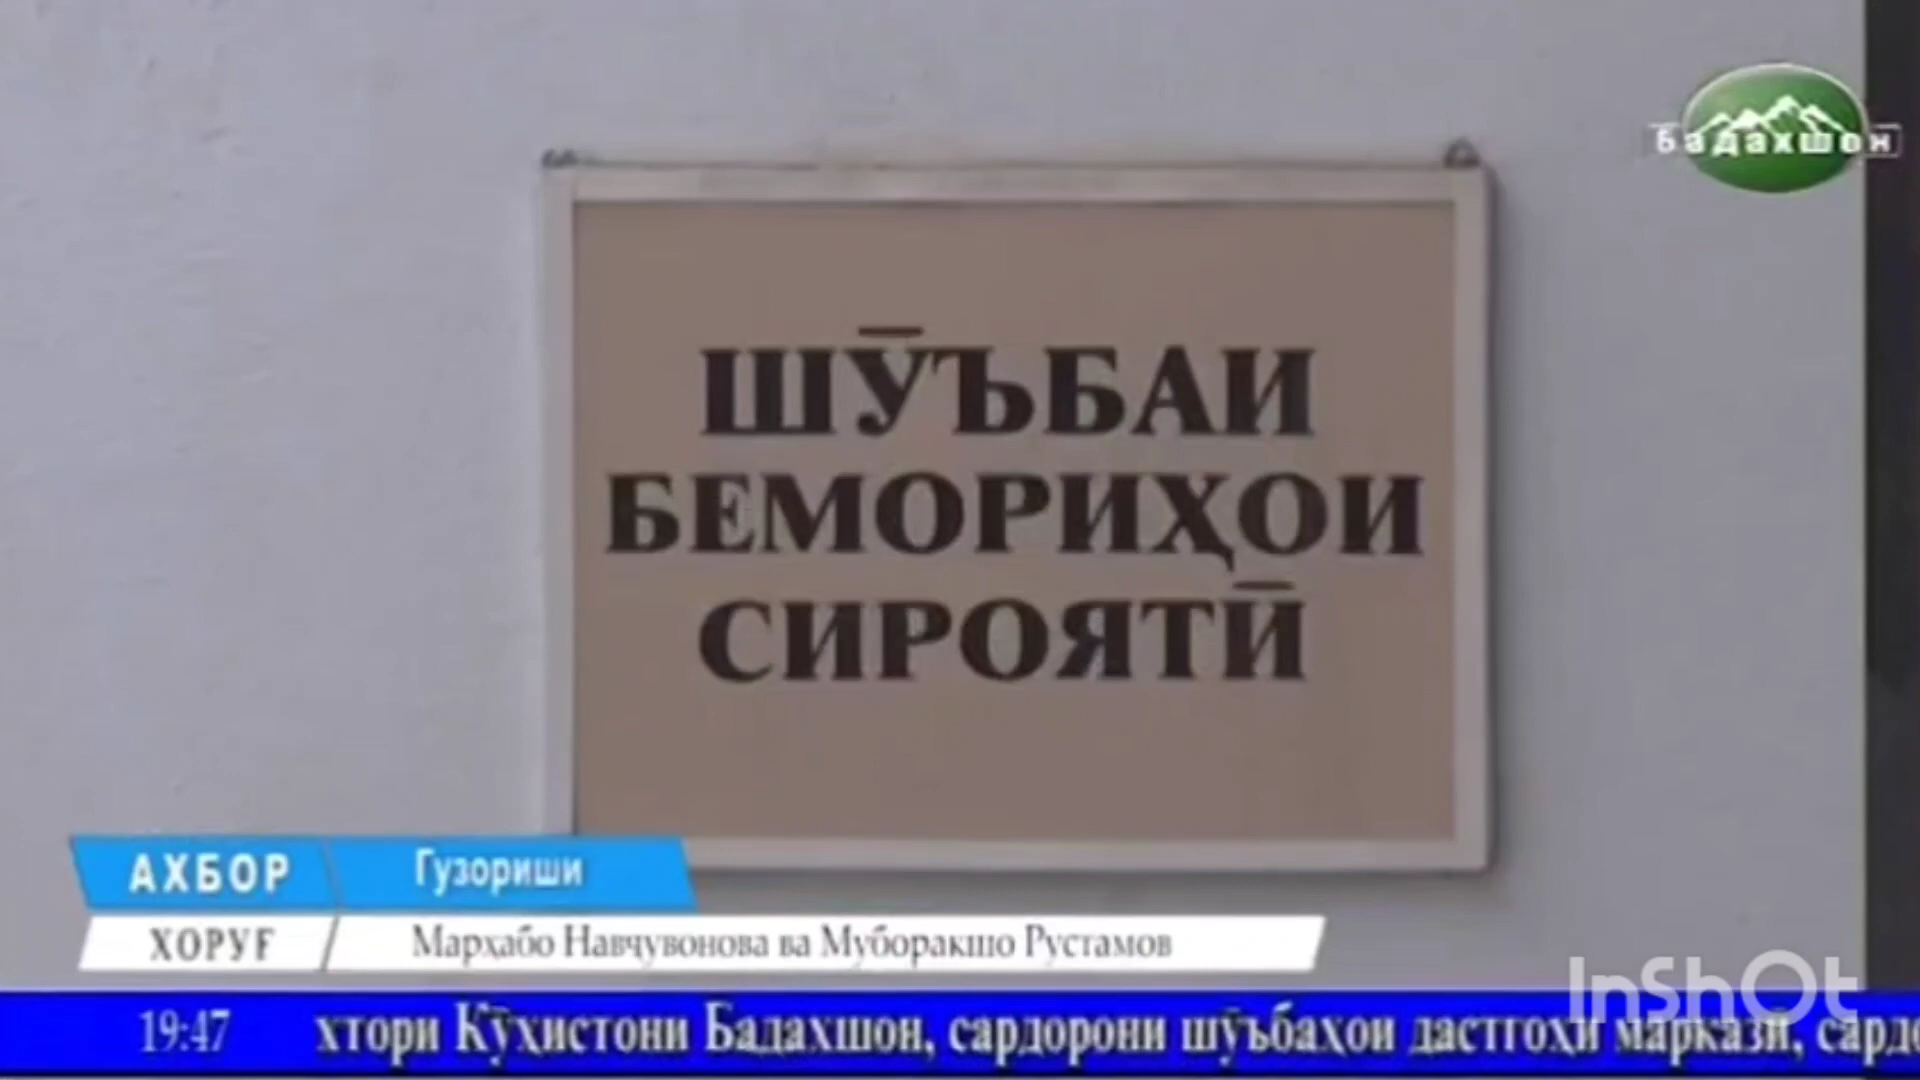 Бадахшон
ШӮЪБАИ
БЕМОРИҲОИ
СИРОЯТӢ
АХБОР Гузориши
ХОРУҒ Марҳабо Навҷувонова ва Муборакшо Рустамов
InShOt
19:47 хтори Кӯҳистони Бадахшон, сардорони шӯъбаҳои дастгоҳи марказӣ, сардо